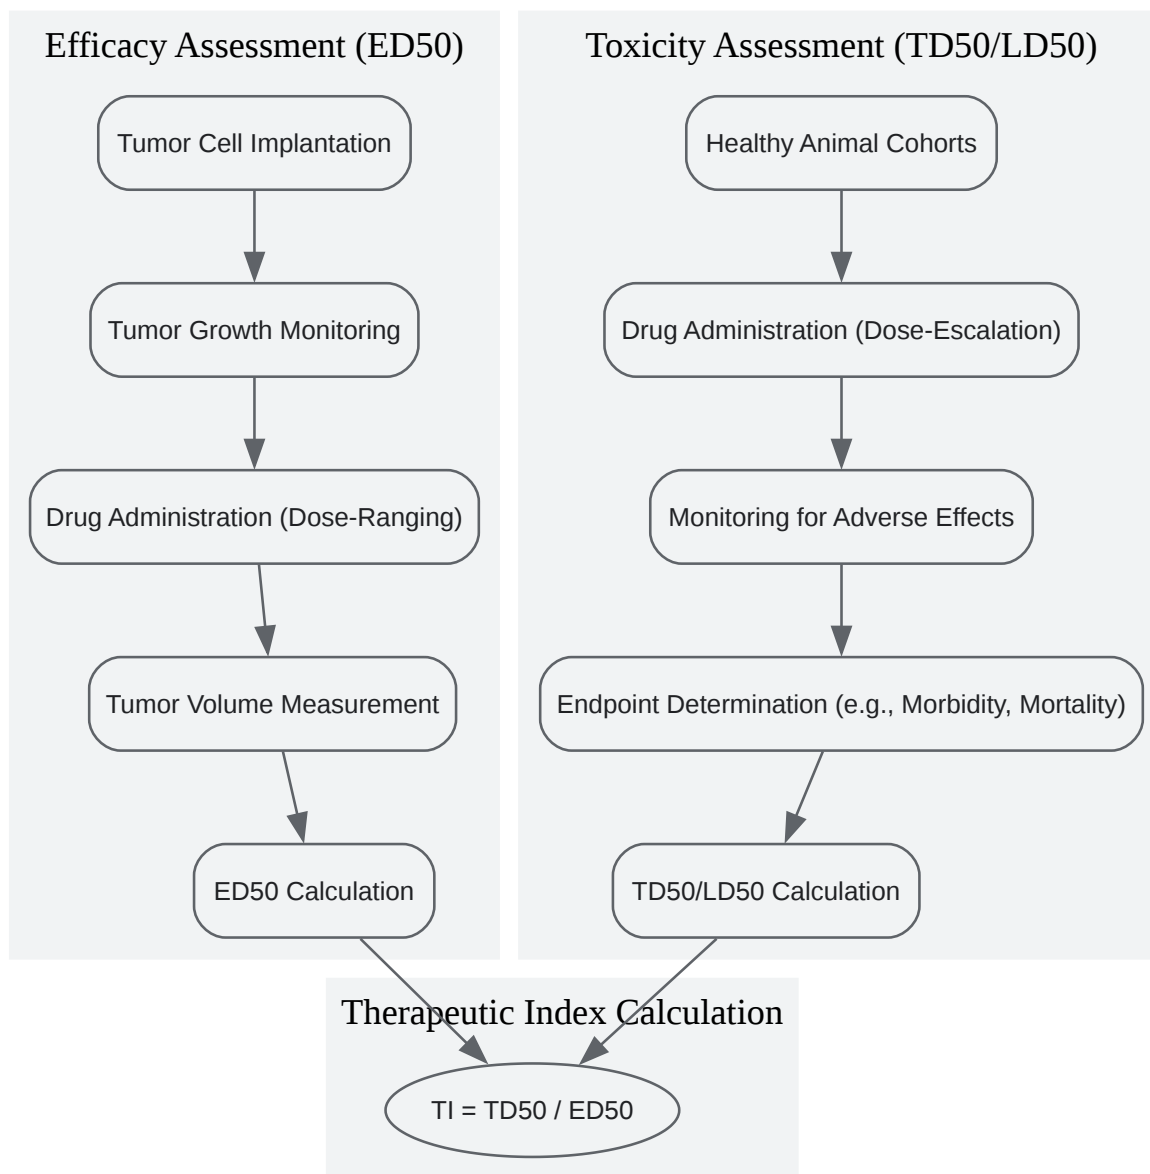 Efficacy Assessment (ED50)
Tumor Cell Implantation
Tumor Growth Monitoring
Drug Administration (Dose-Ranging)
Tumor Volume Measurement
ED50 Calculation
Toxicity Assessment (TD50/LD50)
Healthy Animal Cohorts
Drug Administration (Dose-Escalation)
Monitoring for Adverse Effects
Endpoint Determination (e.g., Morbidity, Mortality)
TD50/LD50 Calculation
Therapeutic Index Calculation
TI = TD50 / ED50